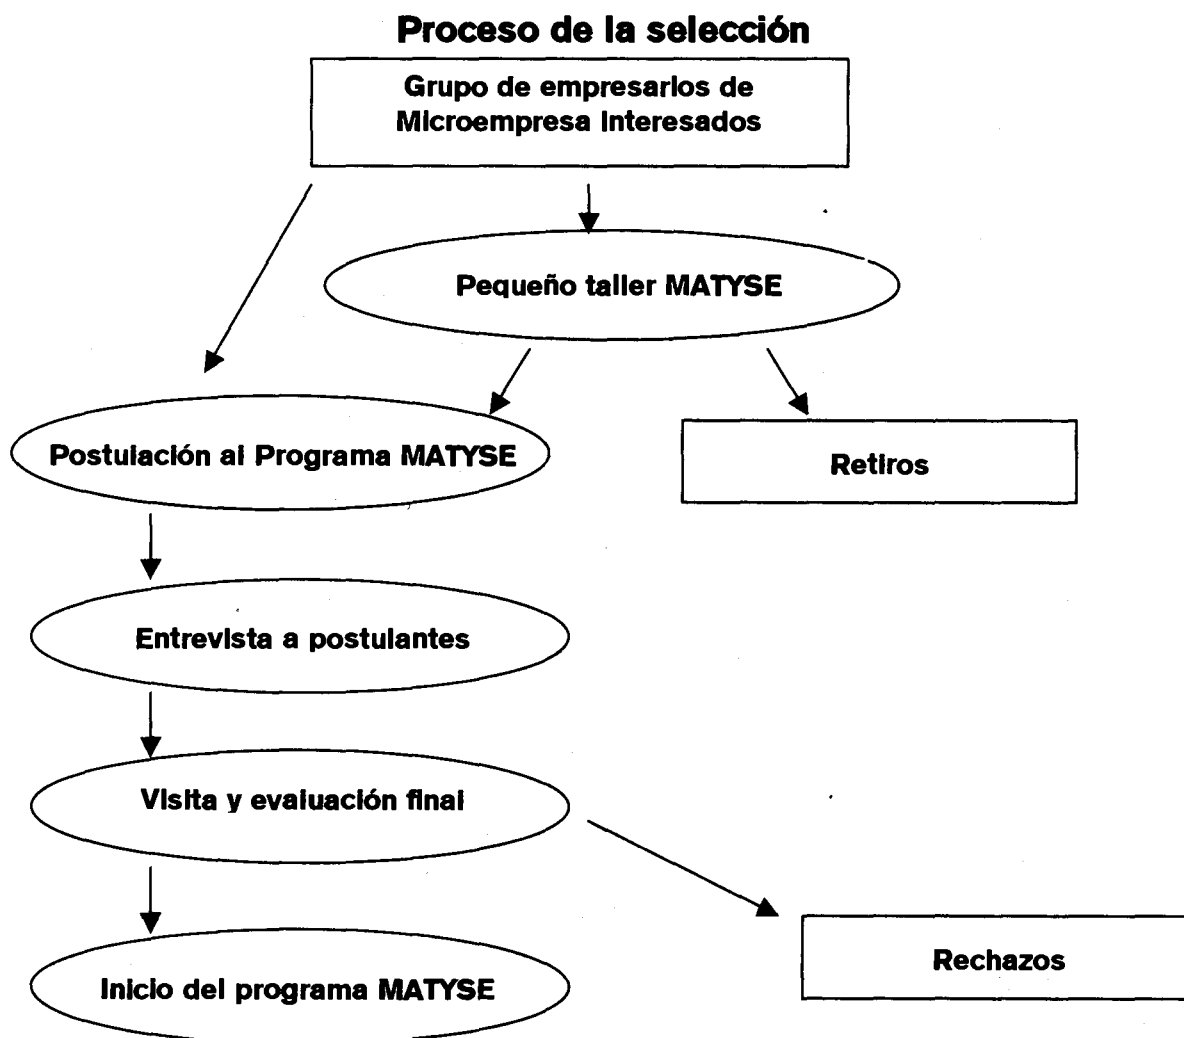 Proceso de la selección
Grupo de empresarios de
Microempresa Interesados
Pequeño taller MATYSE
Postulación al Programa MATYSE
Retiros
Entrevista a postulantes
Visita y evaluación final
Rechazos
Inicio del programa MATYSE